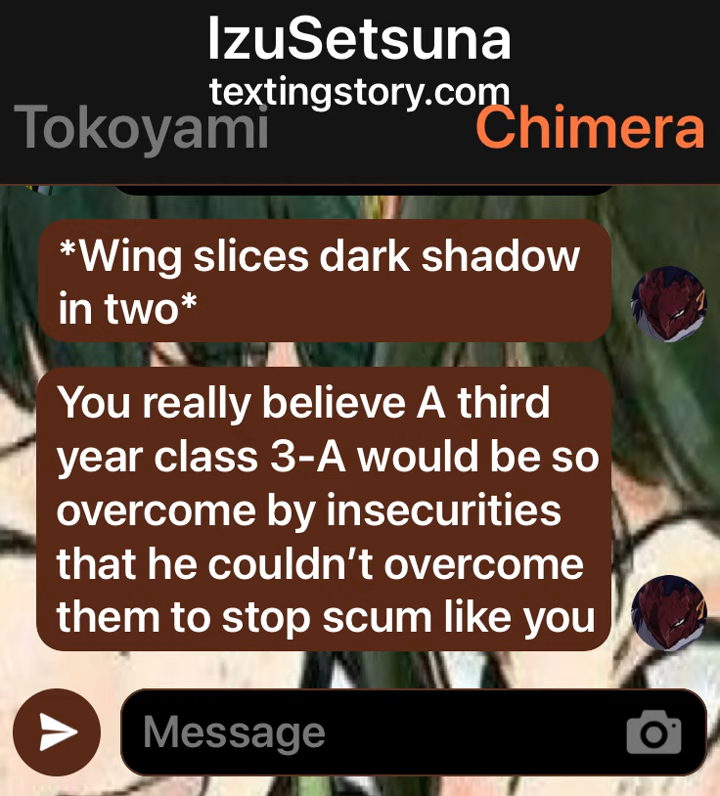 IzuSetsuna
textingstory.com
Tokoyami Chimera
*Wing slices dark shadow
in two*
You really believe A third
year class 3-A would be so
overcome by insecurities
that he couldn’t overcome
them to stop scum like you
Message